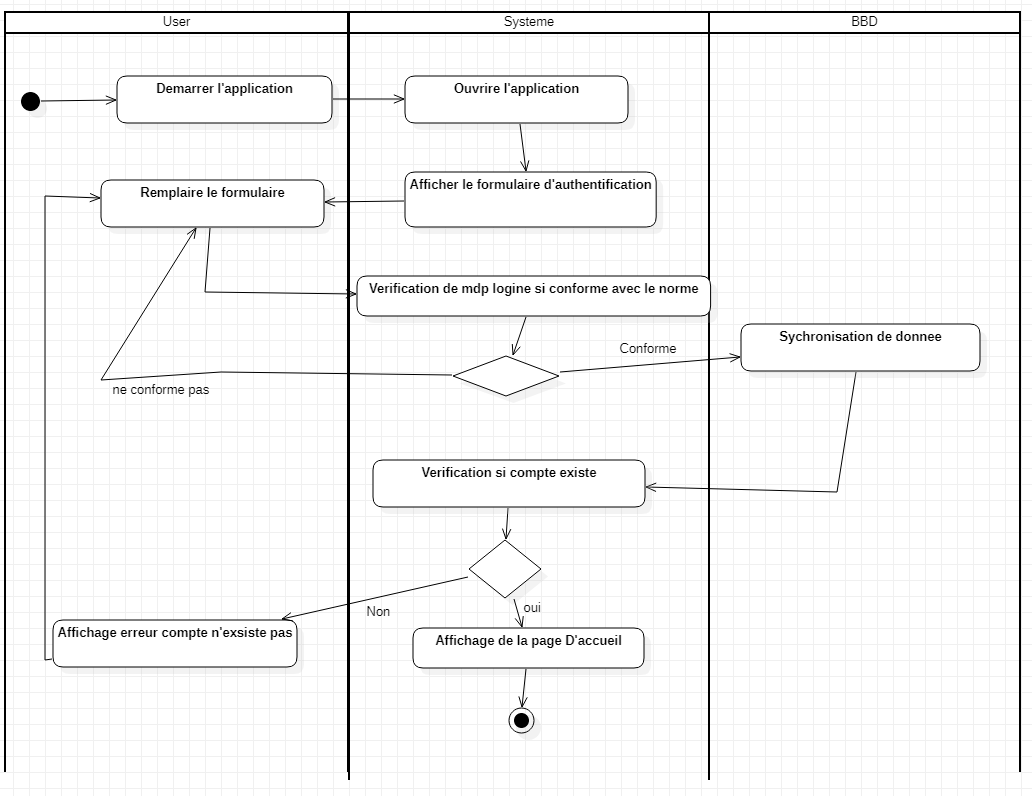 User
Systeme
BBD
Demarrer l'application
Ouvrire l'application
Afficher le formulaire d'authentification
Remplaire le formulaire
Verification de mdp logine si conforme avec le norme
Conforme
Sychronisation de donnee
ne conforme pas
Verification si compte existe
Non
oui
Affichage erreur compte n'exsiste pas
Affichage de la page D'accueil